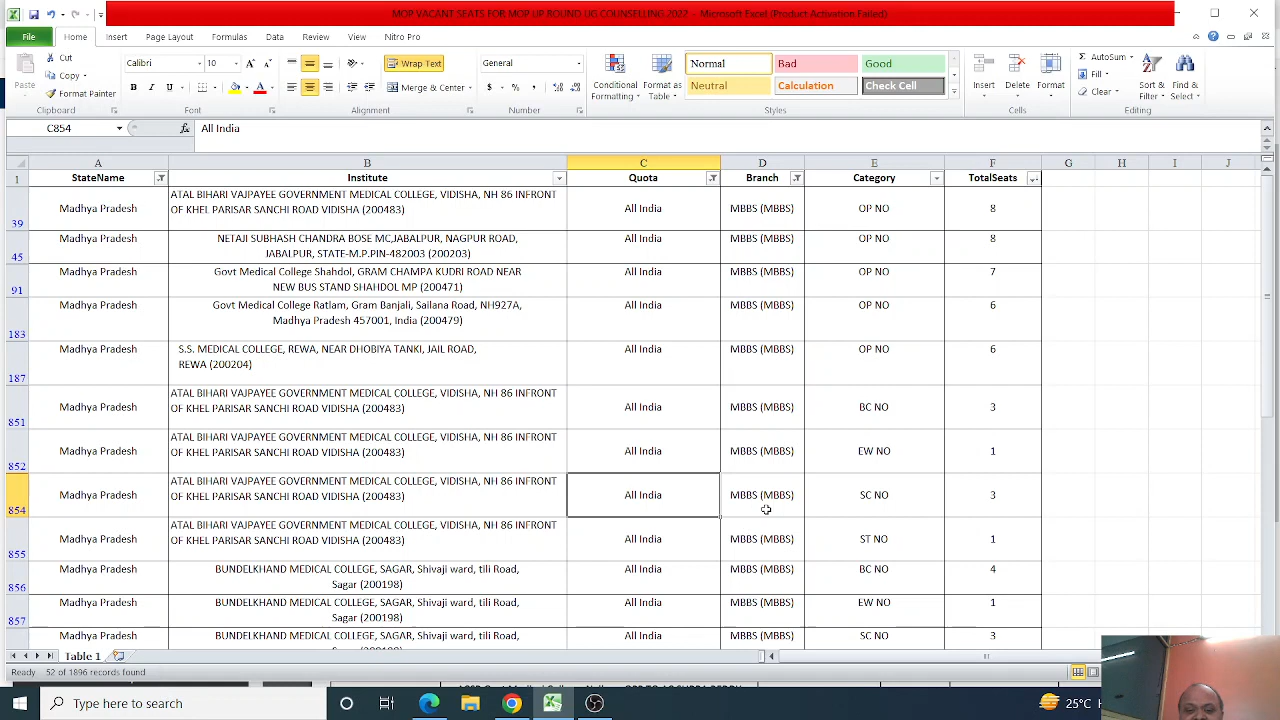 MOP VACANT SEATS FOR MOP UP ROUND UG COUNSELLING 2022 - Microsoft Excel (Product Activation Failed)
File Home Insert Page Layout Formulas Data Review View Nitro Pro
Paste Cut Copy Format Painter Clipboard
Calibri 10 A A B I U A Font
Wrap Text Merge & Center Alignment
General $ % , Number
Conditional Formatting Format as Table Normal Bad Good
Neutral Calculation Check Cell Styles
Insert Delete Format Cells
AutoSum Fill Clear Sort & Filter Find & Select Editing
C854 fx All India
A B C D E F G H I J
1 StateName Institute Quota Branch Category TotalSeats
39 Madhya Pradesh ATAL BIHARI VAJPAYEE GOVERNMENT MEDICAL COLLEGE, VIDISHA, NH 86 INFRONT OF KHEL PARISAR SANCHI ROAD VIDISHA (200483) All India MBBS (MBBS) OP NO 8
45 Madhya Pradesh NETAJI SUBHASH CHANDRA BOSE MC,JABALPUR, NAGPUR ROAD, JABALPUR, STATE-M.P.PIN-482003 (200203) All India MBBS (MBBS) OP NO 8
91 Madhya Pradesh Govt Medical College Shahdol, GRAM CHAMPA KUDRI ROAD NEAR NEW BUS STAND SHAHDOL MP (200471) All India MBBS (MBBS) OP NO 7
183 Madhya Pradesh Govt Medical College Ratlam, Gram Banjali, Sailana Road, NH927A, Madhya Pradesh 457001, India (200479) All India MBBS (MBBS) OP NO 6
187 Madhya Pradesh S.S. MEDICAL COLLEGE, REWA, NEAR DHOBIYA TANKI, JAIL ROAD, REWA (200204) All India MBBS (MBBS) OP NO 6
851 Madhya Pradesh ATAL BIHARI VAJPAYEE GOVERNMENT MEDICAL COLLEGE, VIDISHA, NH 86 INFRONT OF KHEL PARISAR SANCHI ROAD VIDISHA (200483) All India MBBS (MBBS) BC NO 3
852 Madhya Pradesh ATAL BIHARI VAJPAYEE GOVERNMENT MEDICAL COLLEGE, VIDISHA, NH 86 INFRONT OF KHEL PARISAR SANCHI ROAD VIDISHA (200483) All India MBBS (MBBS) EW NO 1
854 Madhya Pradesh ATAL BIHARI VAJPAYEE GOVERNMENT MEDICAL COLLEGE, VIDISHA, NH 86 INFRONT OF KHEL PARISAR SANCHI ROAD VIDISHA (200483) All India MBBS (MBBS) SC NO 3
855 Madhya Pradesh ATAL BIHARI VAJPAYEE GOVERNMENT MEDICAL COLLEGE, VIDISHA, NH 86 INFRONT OF KHEL PARISAR SANCHI ROAD VIDISHA (200483) All India MBBS (MBBS) ST NO 1
856 Madhya Pradesh BUNDELKHAND MEDICAL COLLEGE, SAGAR, Shivaji ward, tili Road, Sagar (200198) All India MBBS (MBBS) BC NO 4
857 Madhya Pradesh BUNDELKHAND MEDICAL COLLEGE, SAGAR, Shivaji ward, tili Road, Sagar (200198) All India MBBS (MBBS) EW NO 1
Madhya Pradesh BUNDELKHAND MEDICAL COLLEGE, SAGAR, Shivaji ward, tili Road, All India MBBS (MBBS) SC NO 3
Table 1
Ready 52 of 1896 records found
Type here to search 25°C